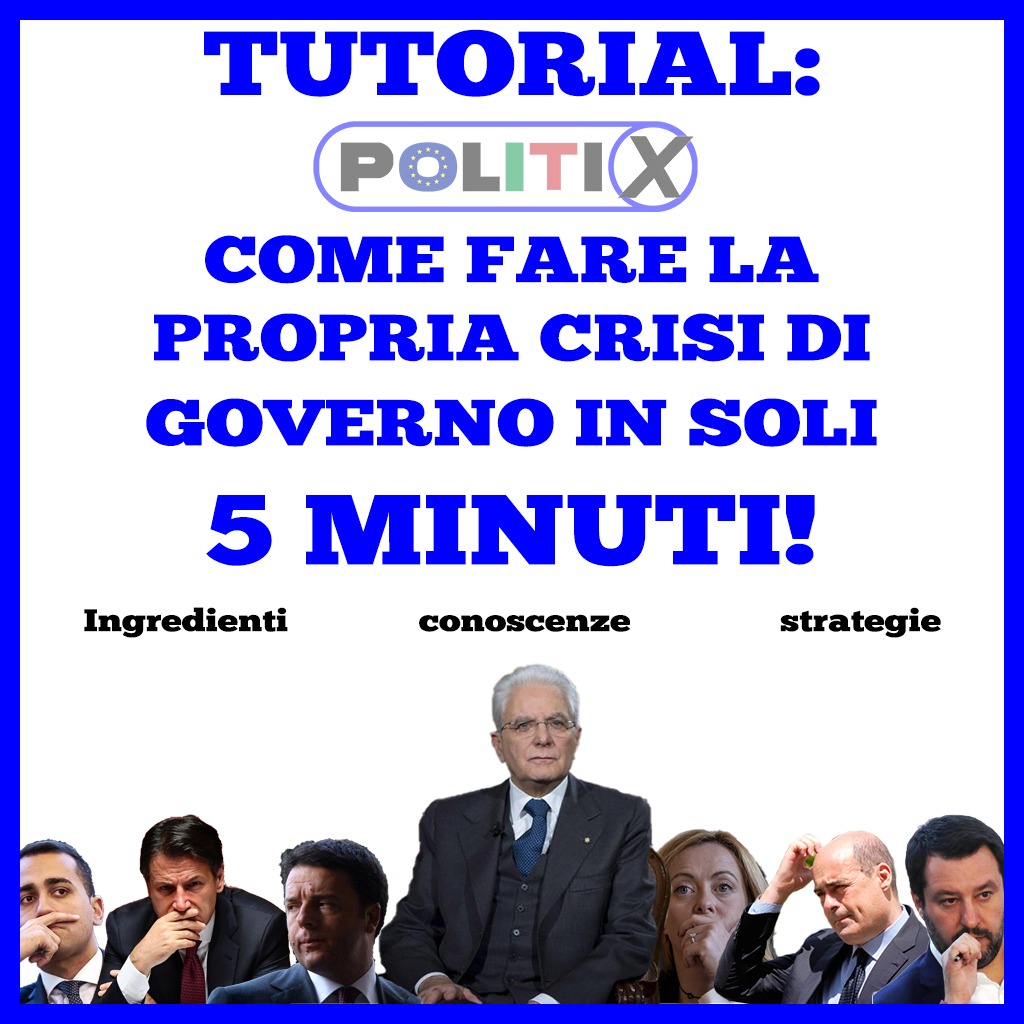 TUTORIAL:
POLITIX
COME FARE LA
PROPRIA CRISI DI
GOVERNO IN SOLI
5 MINUTI!
Ingredienti conoscenze strategie